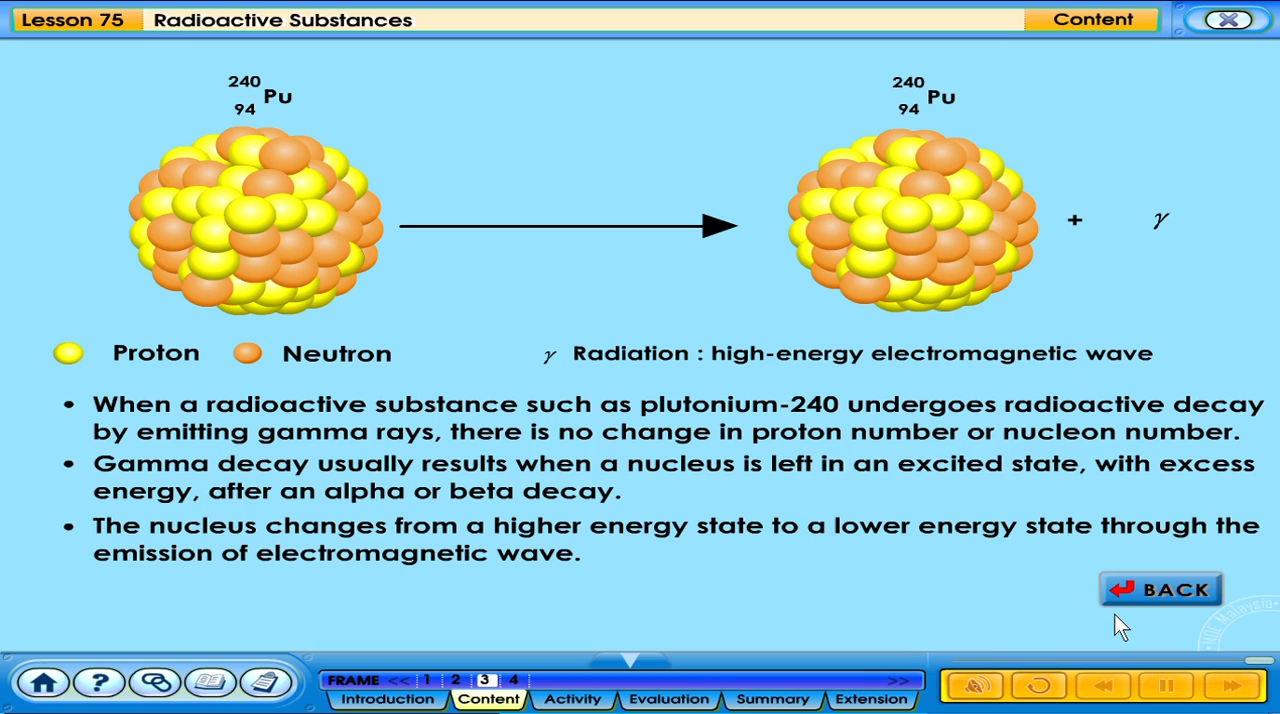 Lesson 75
Radioactive Substances
Content
240
94
Pu
240
94
Pu
+ γ
Proton
Neutron
γ Radiation : high-energy electromagnetic wave
• When a radioactive substance such as plutonium-240 undergoes radioactive decay
by emitting gamma rays, there is no change in proton number or nucleon number.
• Gamma decay usually results when a nucleus is left in an excited state, with excess
energy, after an alpha or beta decay.
• The nucleus changes from a higher energy state to a lower energy state through the
emission of electromagnetic wave.
BACK
Malaysia
?
FRAME << 1 2 3 4 >>
Introduction
Content
Activity
Evaluation
Summary
Extension